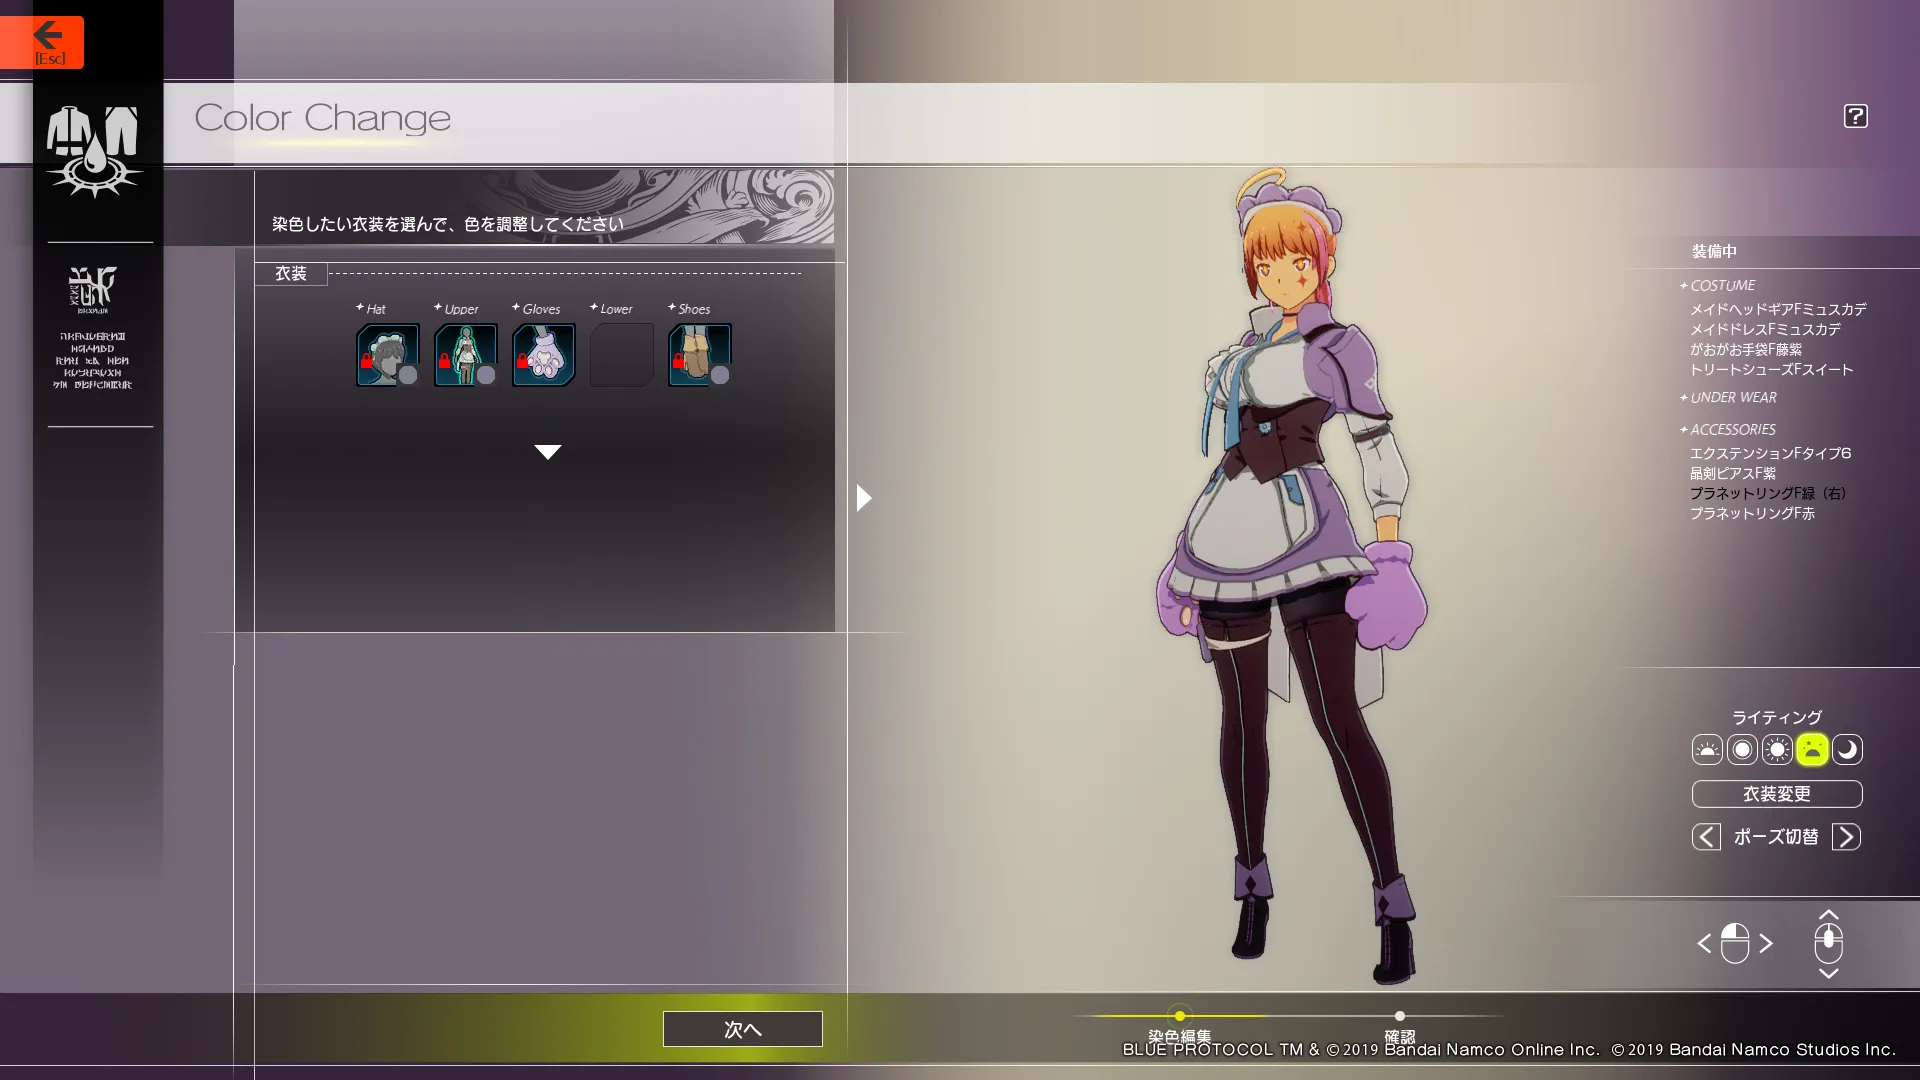 [Esc]
Color Change
?
染色したい衣装を選んで、色を調整してください
衣装
Hat
Upper
Gloves
Lower
Shoes
装備中
COSTUME
メイドヘッドギアFミュスカデ
メイドドレスFミュスカデ
がおがお手袋F藤紫
トリートシューズFスイート
UNDER WEAR
ACCESSORIES
エクステンションFタイプ6
晶剣ピアスF紫
プラネットリングF緑（右）
プラネットリングF赤
ライティング
衣装変更
ポーズ切替
次へ
染色編集
確認
BLUE PROTOCOL TM & ©2019 Bandai Namco Online Inc. ©2019 Bandai Namco Studios Inc.